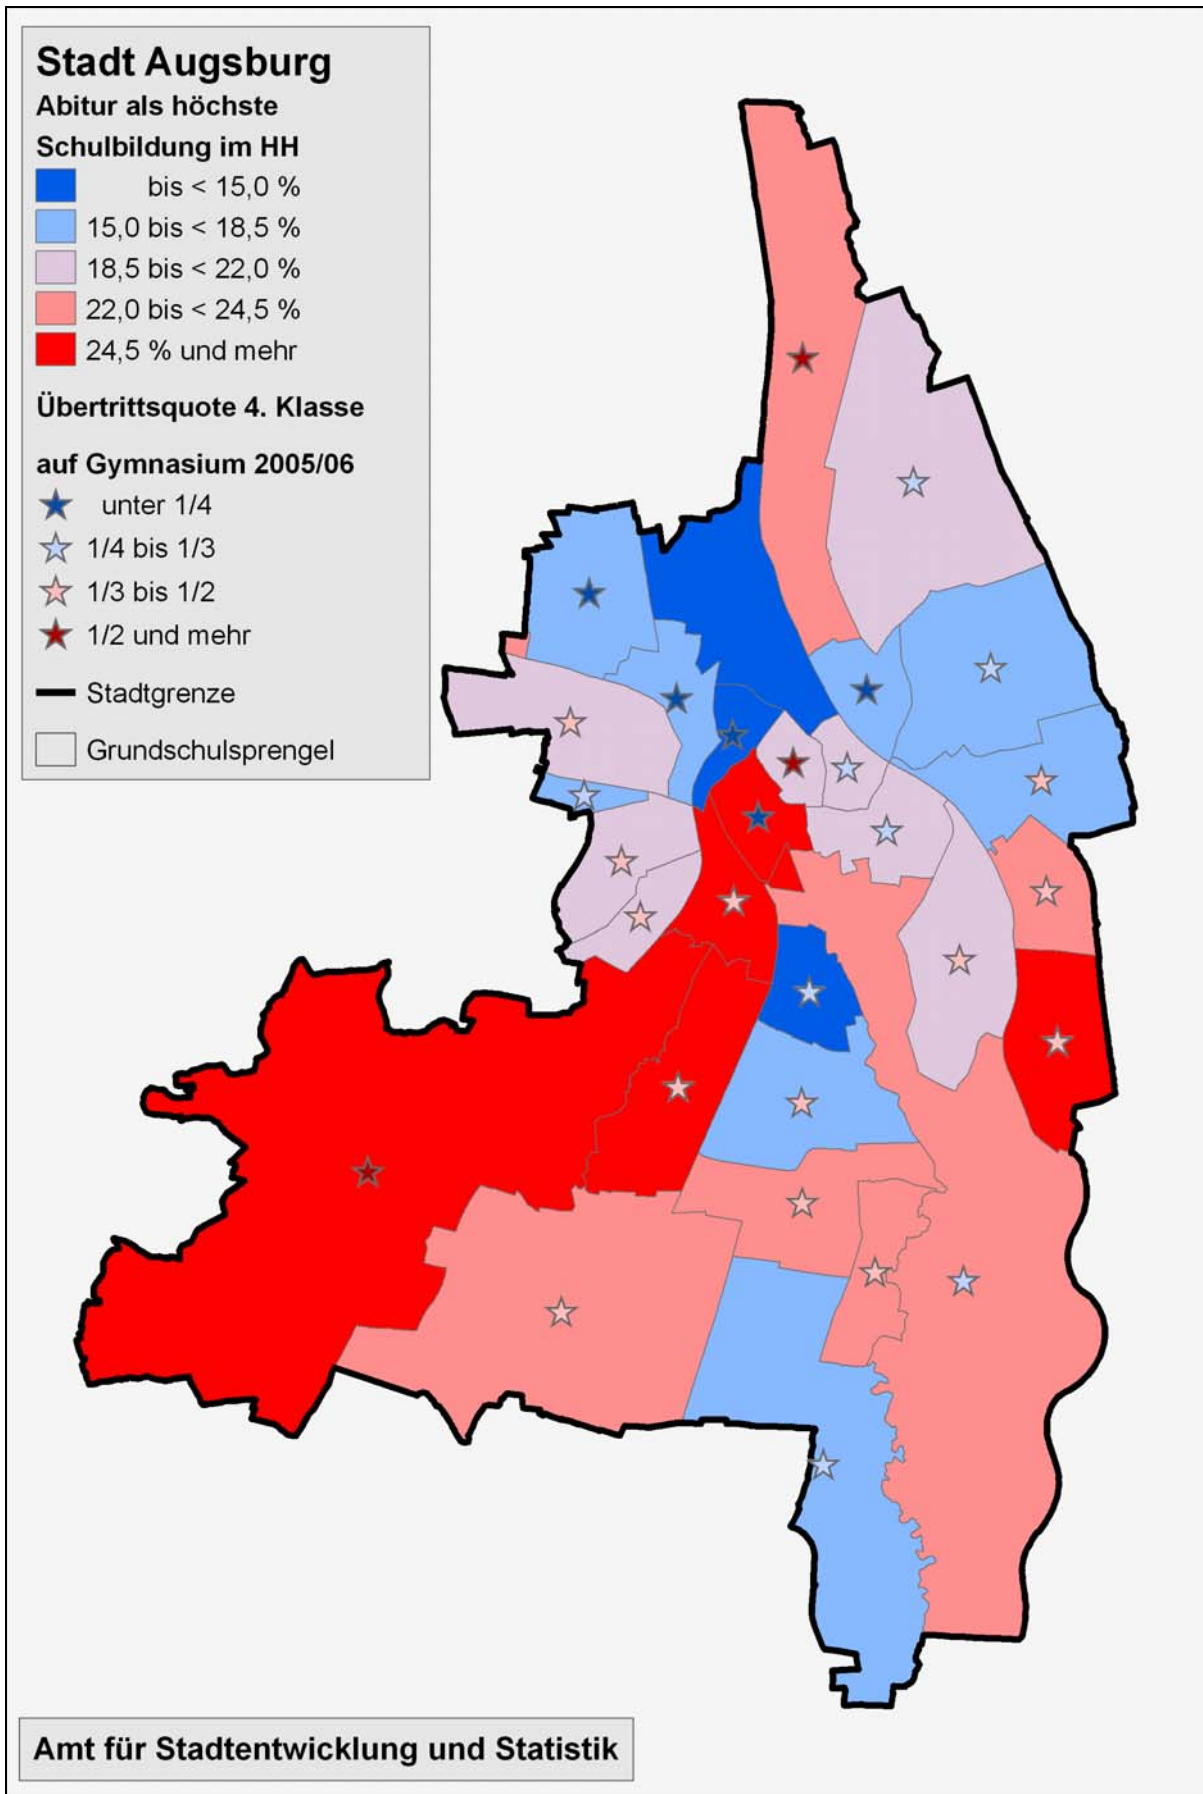 Stadt Augsburg
Abitur als höchste
Schulbildung im HH
bis < 15,0 %
15,0 bis < 18,5 %
18,5 bis < 22,0 %
22,0 bis < 24,5 %
24,5 % und mehr
Übertrittsquote 4. Klasse
auf Gymnasium 2005/06
unter 1/4
1/4 bis 1/3
1/3 bis 1/2
1/2 und mehr
Stadtgrenze
Grundschulsprengel
Amt für Stadtentwicklung und Statistik